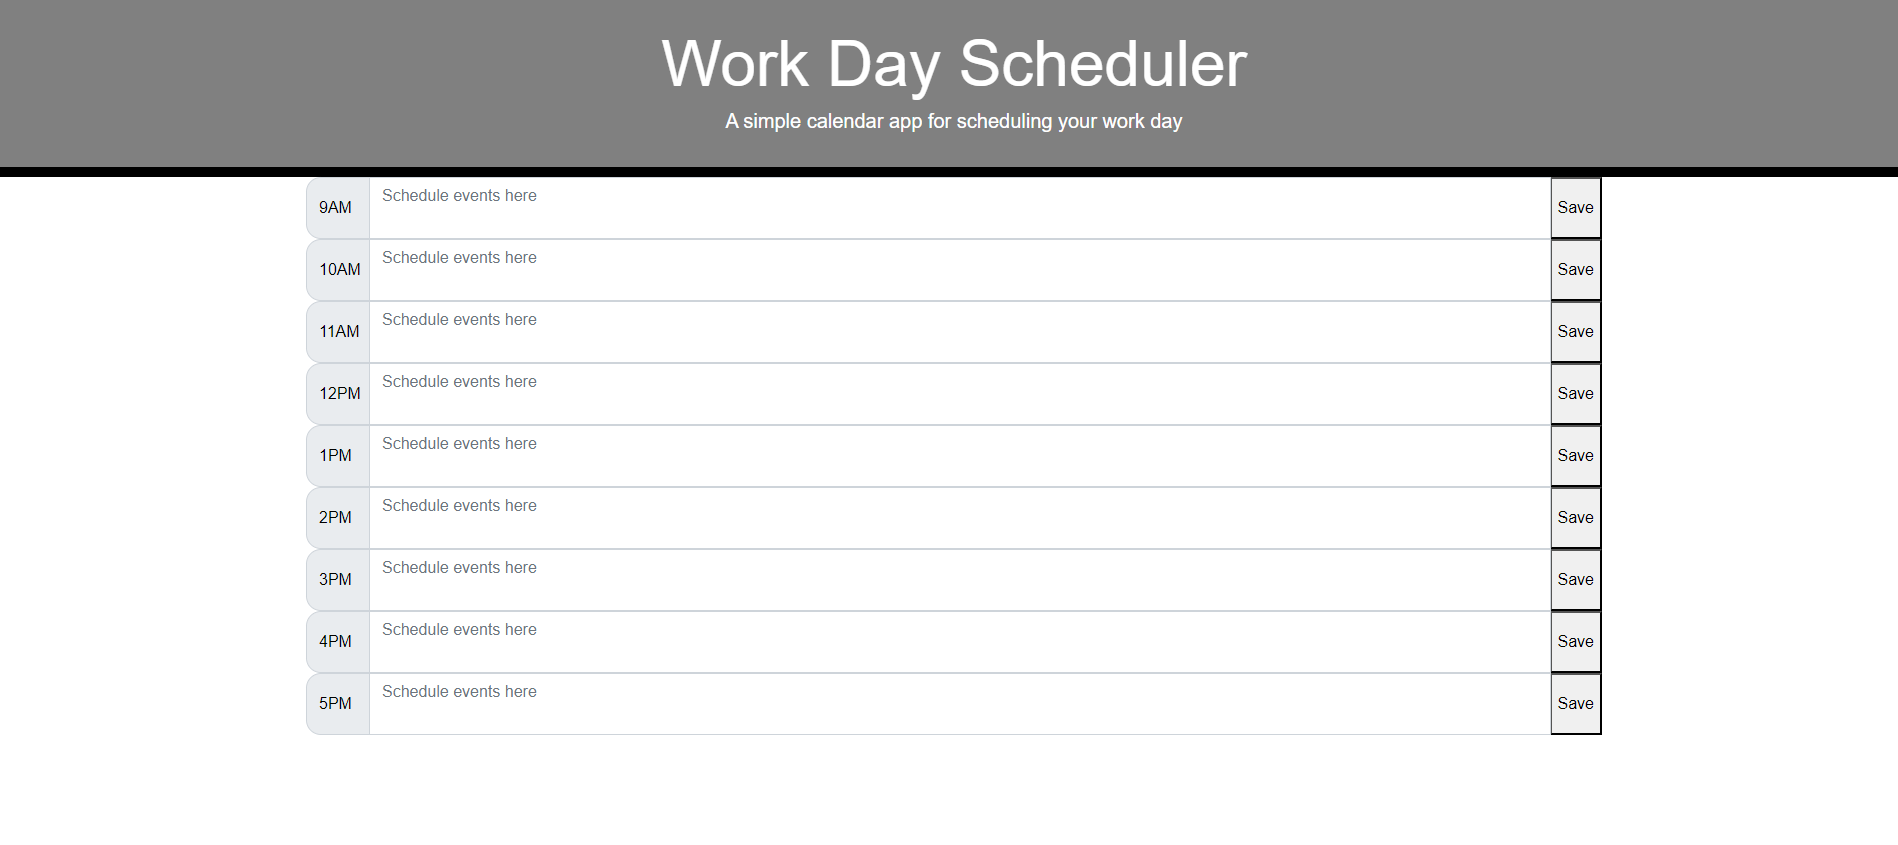 Work Day Scheduler
A simple calendar app for scheduling your work day
9AM Schedule events here Save
10AM Schedule events here Save
11AM Schedule events here Save
12PM Schedule events here Save
1PM Schedule events here Save
2PM Schedule events here Save
3PM Schedule events here Save
4PM Schedule events here Save
5PM Schedule events here Save